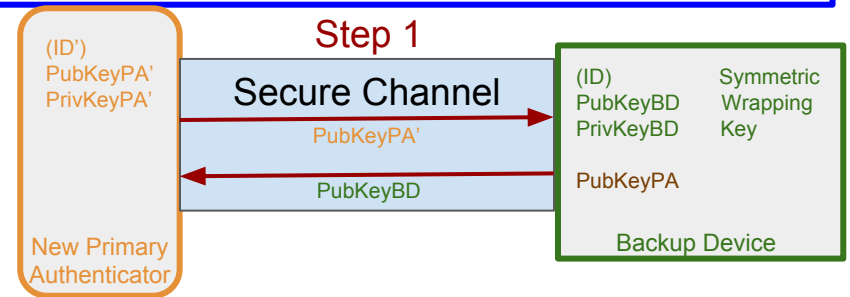 Step 1
(ID’)
PubKeyPA’
PrivKeyPA’
New Primary
Authenticator
Secure Channel
PubKeyPA’
PubKeyBD
(ID) Symmetric
PubKeyBD Wrapping
PrivKeyBD Key
PubKeyPA
Backup Device